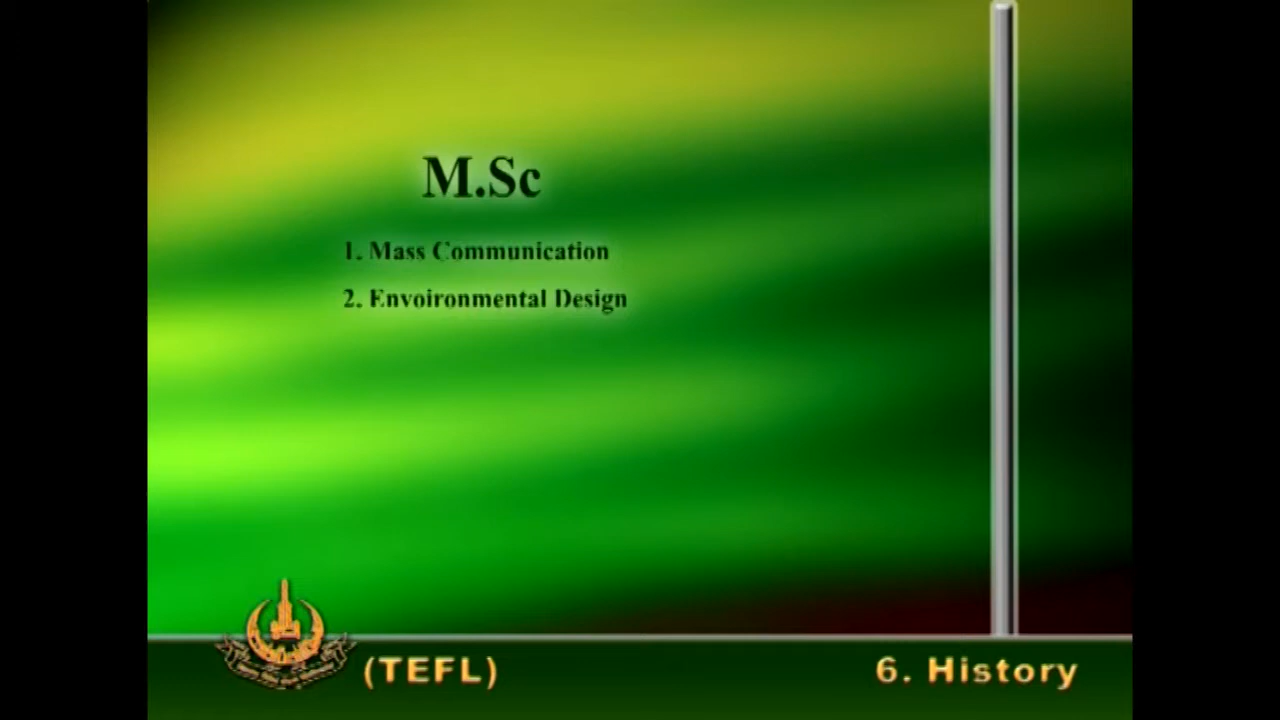 M.Sc
1. Mass Communication
2. Envoironmental Design
(TEFL)
6. History